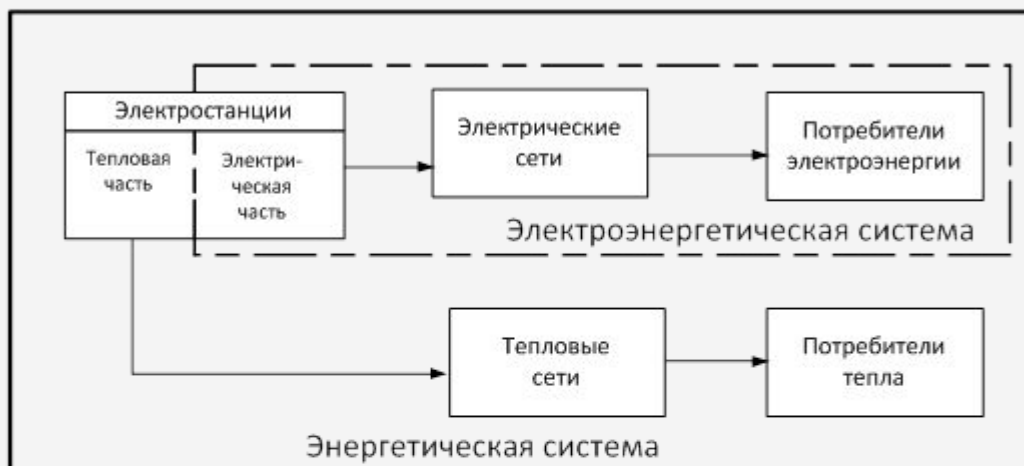 Электростанции
Тепловая
часть
Электри-
ческая
часть
Электрические
сети
Потребители
электроэнергии
Электроэнергетическая система
Тепловые
сети
Потребители
тепла
Энергетическая система